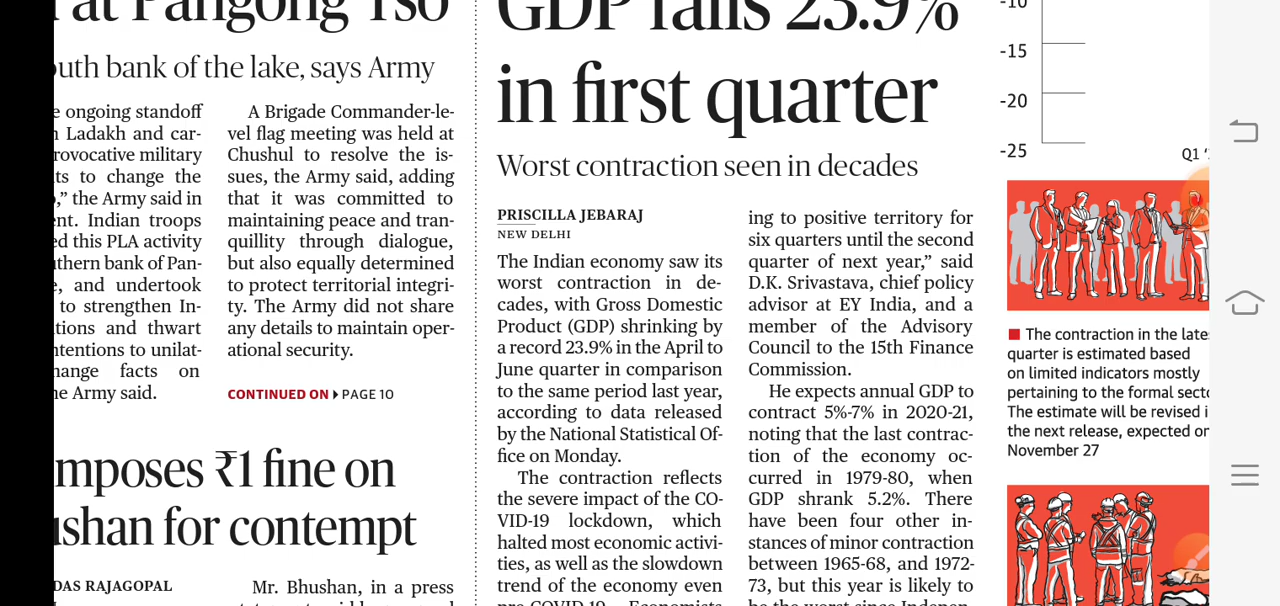 at Pangong Tso
outh bank of the lake, says Army
ongoing standoff
Ladakh and car-
rovocative military
to change the
the Army said in
Indian troops
this PLA activity
thern bank of Pan-
and undertook
to strengthen In-
and thwart
ntentions to unilat-
hange facts on
Army said.
A Brigade Commander-le-
vel flag meeting was held at
Chushul to resolve the is-
sues, the Army said, adding
that it was committed to
maintaining peace and tran-
quillity through dialogue,
but also equally determined
to protect territorial integri-
ty. The Army did not share
any details to maintain oper-
ational security.
CONTINUED ON PAGE 10
mposes ₹1 fine on
ushan for contempt
DAS RAJAGOPAL
Mr. Bhushan, in a press
GDP falls 23.9%
in first quarter
Worst contraction seen in decades
PRISCILLA JEBARAJ
NEW DELHI
The Indian economy saw its
worst contraction in de-
cades, with Gross Domestic
Product (GDP) shrinking by
a record 23.9% in the April to
June quarter in comparison
to the same period last year,
according to data released
by the National Statistical Of-
fice on Monday.
The contraction reflects
the severe impact of the CO-
VID-19 lockdown, which
halted most economic activi-
ties, as well as the slowdown
trend of the economy even
pre-COVID-19. Economists
ing to positive territory for
six quarters until the second
quarter of next year,” said
D.K. Srivastava, chief policy
advisor at EY India, and a
member of the Advisory
Council to the 15th Finance
Commission.
He expects annual GDP to
contract 5%-7% in 2020-21,
noting that the last contrac-
tion of the economy oc-
curred in 1979-80, when
GDP shrank 5.2%. There
have been four other in-
stances of minor contraction
between 1965-68, and 1972-
73, but this year is likely to
be the worst since Indepen-
-10
-15
-20
-25
Q1
The contraction in the late
quarter is estimated based
on limited indicators mostly
pertaining to the formal sect
The estimate will be revised i
the next release, expected on
November 27